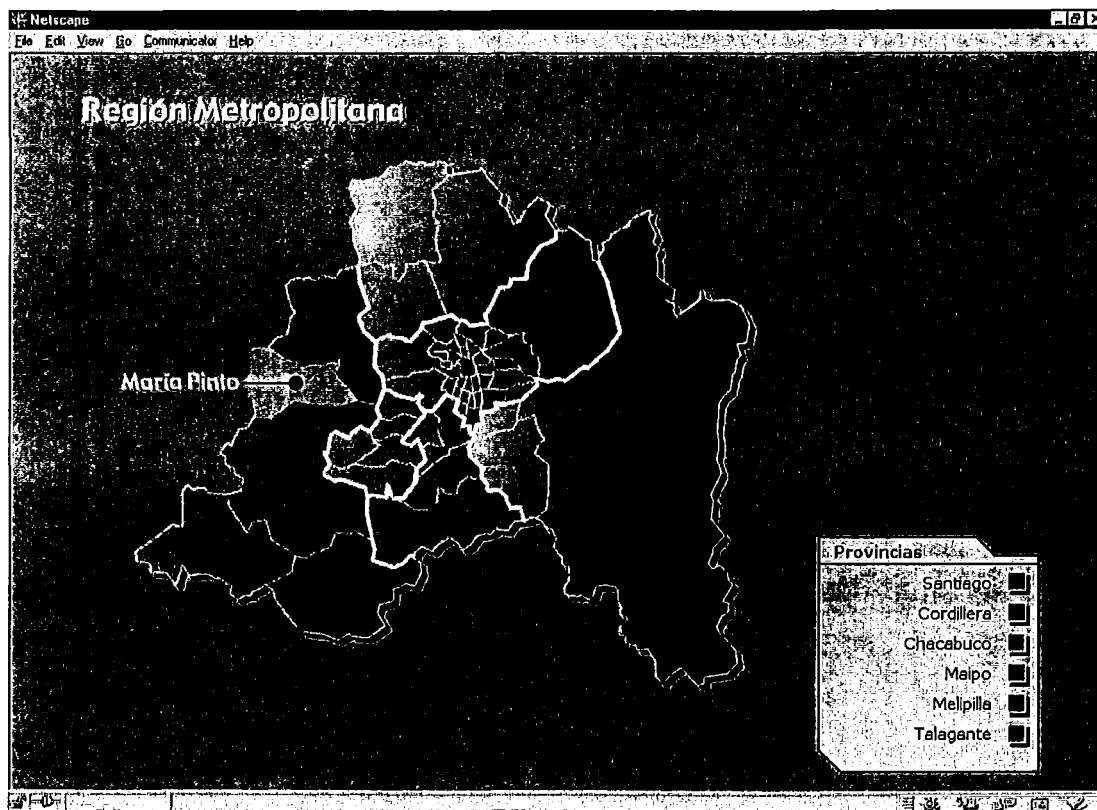 Netscape
File Edit View Go Communicator Help
Región Metropolitana
María Pinto
Provincias
Santiago
Cordillera
Chacabuco
Maipo
Melipilla
Talagante